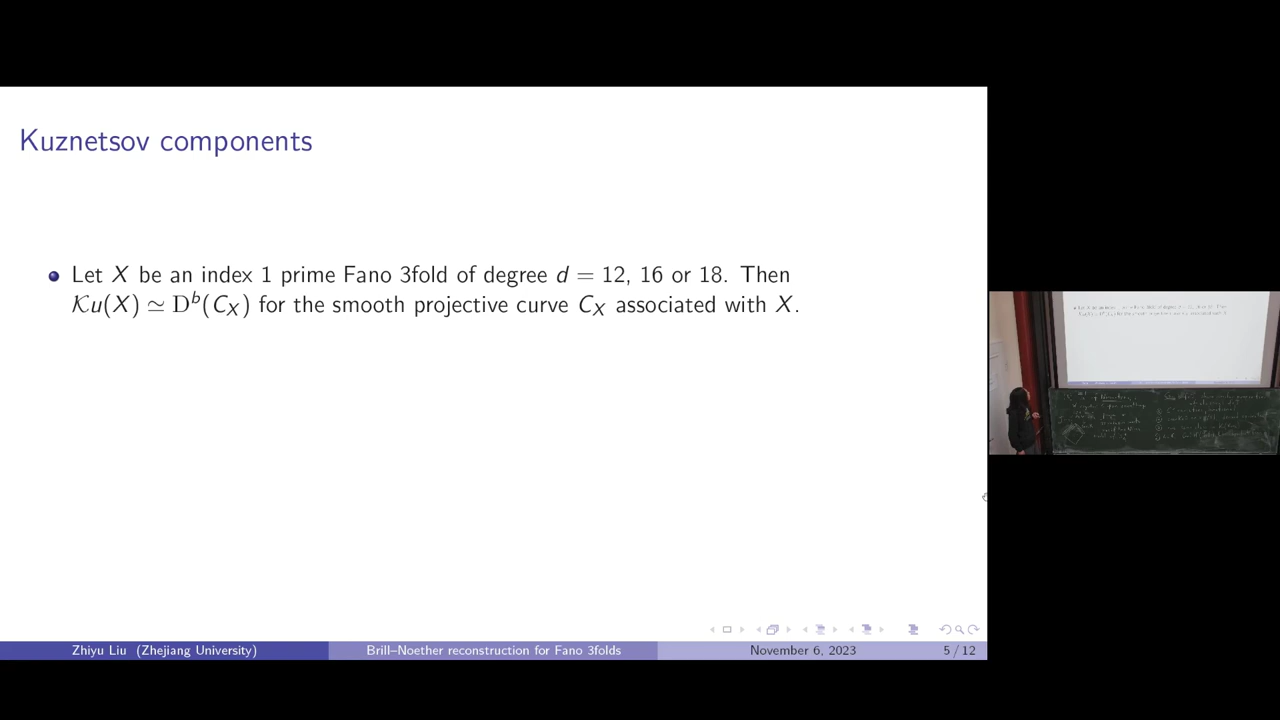 Kuznetsov components
Let X be an index 1 prime Fano 3fold of degree d = 12, 16 or 18. Then
𝒦u(X) ≃ Dᵇ(C_X) for the smooth projective curve C_X associated with X.
Zhiyu Liu (Zhejiang University)
Brill–Noether reconstruction for Fano 3folds
November 6, 2023
5 / 12